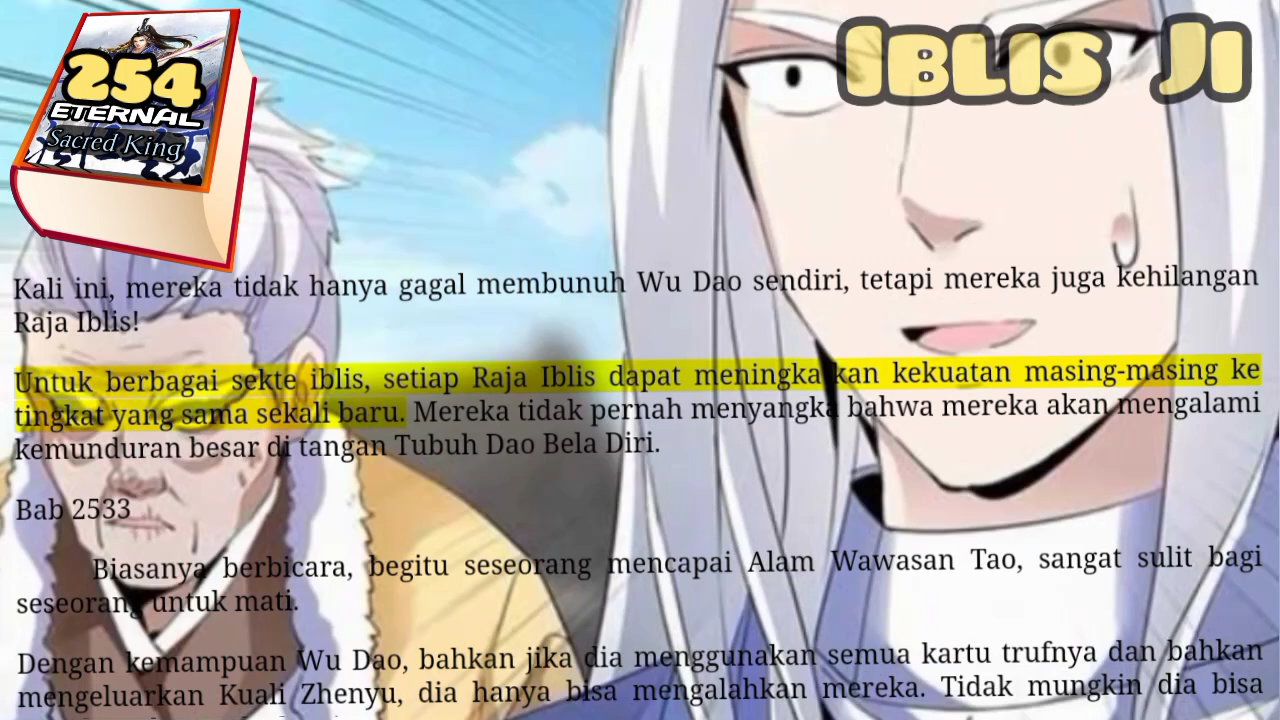 254
ETERNAL
Sacred King
IBLIS JI
Kali ini, mereka tidak hanya gagal membunuh Wu Dao sendiri, tetapi mereka juga kehilangan
Raja Iblis!
Untuk berbagai sekte iblis, setiap Raja Iblis dapat meningkatkan kekuatan masing-masing ke
tingkat yang sama sekali baru. Mereka tidak pernah menyangka bahwa mereka akan mengalami
kemunduran besar di tangan Tubuh Dao Bela Diri.
Bab 2533
Biasanya berbicara, begitu seseorang mencapai Alam Wawasan Tao, sangat sulit bagi
seseorang untuk mati.
Dengan kemampuan Wu Dao, bahkan jika dia menggunakan semua kartu trufnya dan bahkan
mengeluarkan Kuali Zhenyu, dia hanya bisa mengalahkan mereka. Tidak mungkin dia bisa